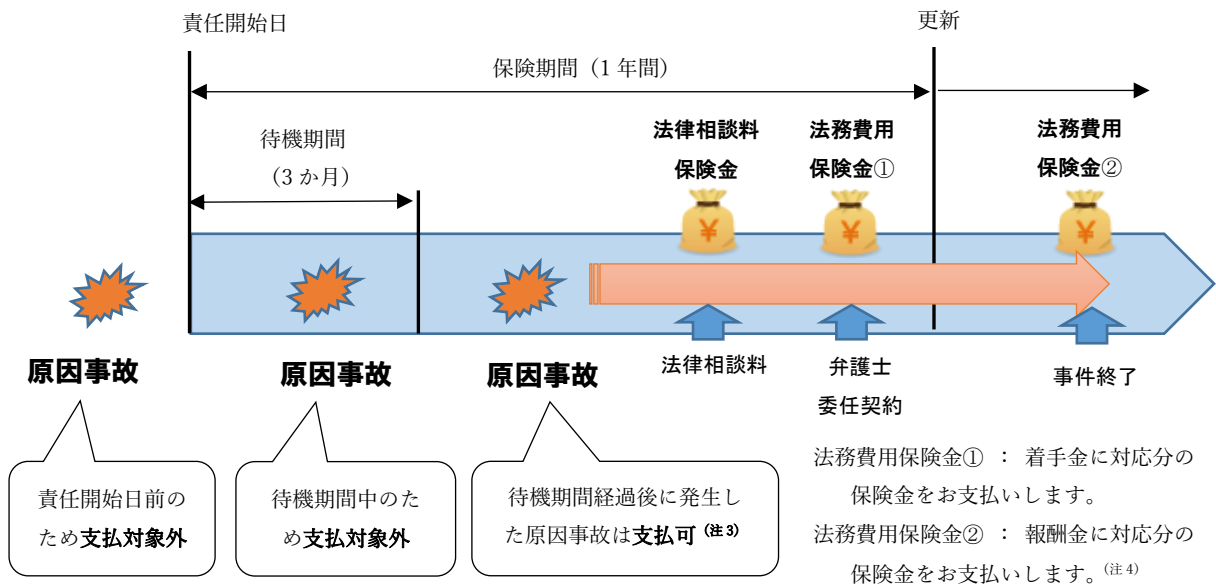 責任開始日
更新
保険期間（1 年間）
待機期間
（3 か月）
法律相談料
保険金
法務費用
保険金①
法務費用
保険金②
¥
¥
¥
原因事故
原因事故
原因事故
法律相談料
弁護士
委任契約
事件終了
責任開始日前の
ため支払対象外
待機期間中のた
め支払対象外
待機期間経過後に発生し
た原因事故は支払可（注 3）
法務費用保険金① ： 着手金に対応分の
保険金をお支払いします。
法務費用保険金② ： 報酬金に対応分の
保険金をお支払いします。（注 4）